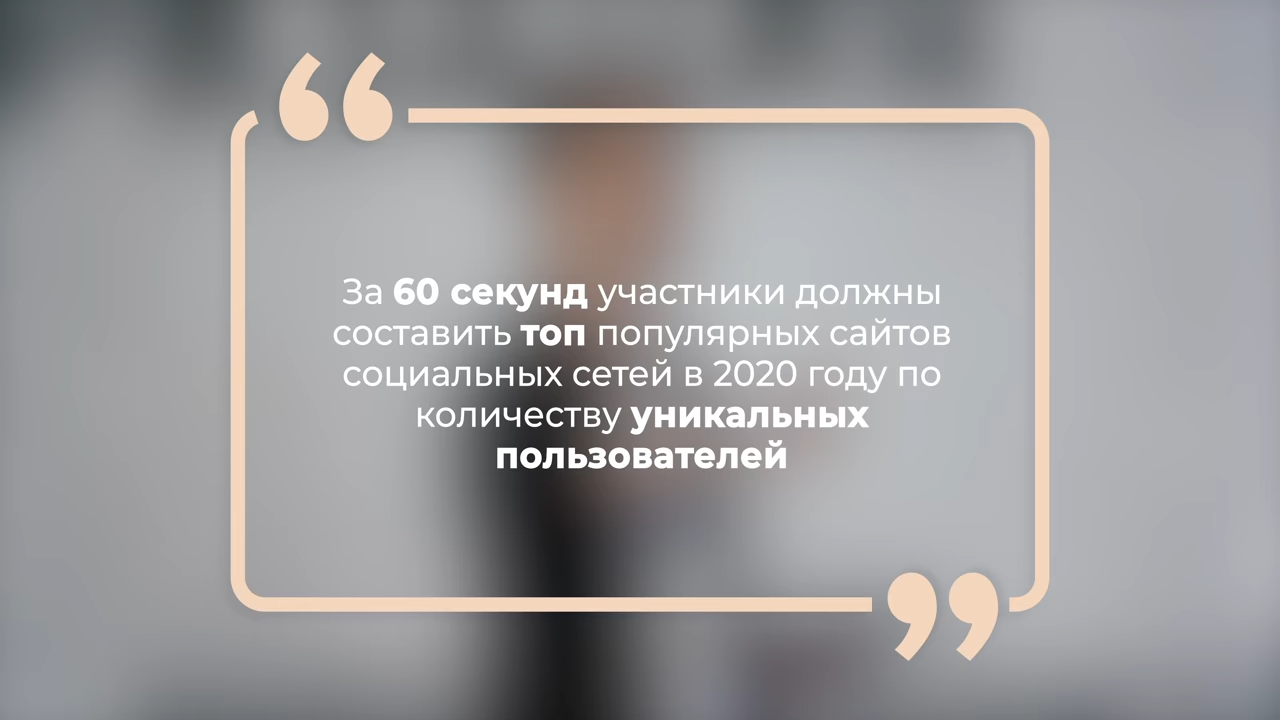 За 60 секунд участники должны
составить топ популярных сайтов
социальных сетей в 2020 году по
количеству уникальных
пользователей